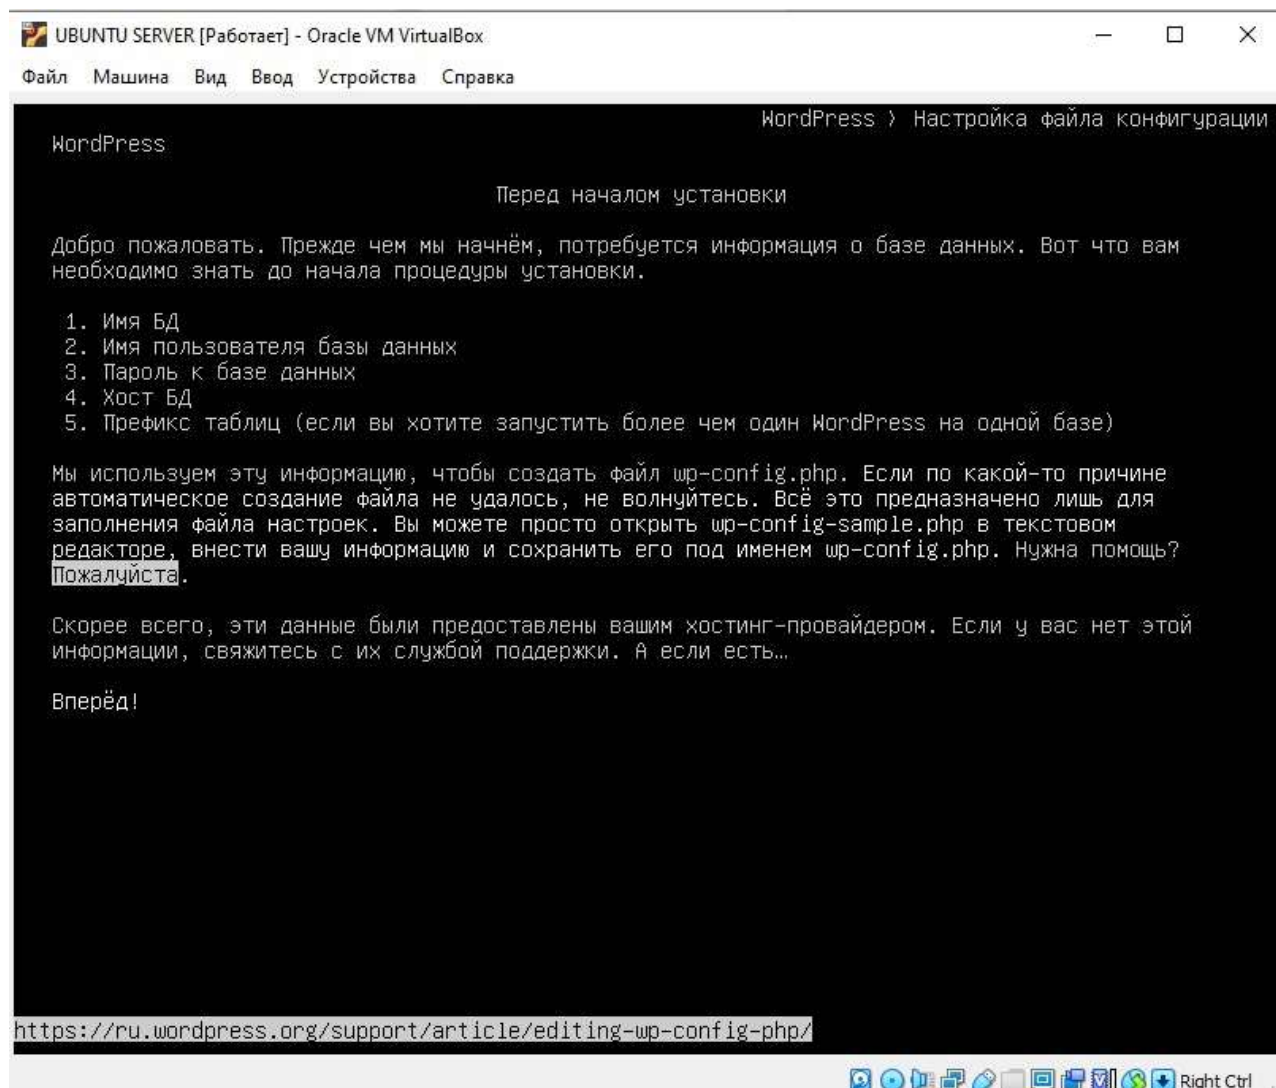 UBUNTU SERVER [Работает] - Oracle VM VirtualBox
Файл Машина Вид Ввод Устройства Справка
WordPress › Настройка файла конфигурации
WordPress
Перед началом установки
Добро пожаловать. Прежде чем мы начнём, потребуется информация о базе данных. Вот что вам
необходимо знать до начала процедуры установки.
1. Имя БД
2. Имя пользователя базы данных
3. Пароль к базе данных
4. Хост БД
5. Префикс таблиц (если вы хотите запустить более чем один WordPress на одной базе)
Мы используем эту информацию, чтобы создать файл wp-config.php. Если по какой-то причине
автоматическое создание файла не удалось, не волнуйтесь. Всё это предназначено лишь для
заполнения файла настроек. Вы можете просто открыть wp-config-sample.php в текстовом
редакторе, внести вашу информацию и сохранить его под именем wp-config.php. Нужна помощь?
Пожалуйста.
Скорее всего, эти данные были предоставлены вашим хостинг-провайдером. Если у вас нет этой
информации, свяжитесь с их службой поддержки. А если есть…
Вперёд!
https://ru.wordpress.org/support/article/editing-wp-config-php/
Right Ctrl